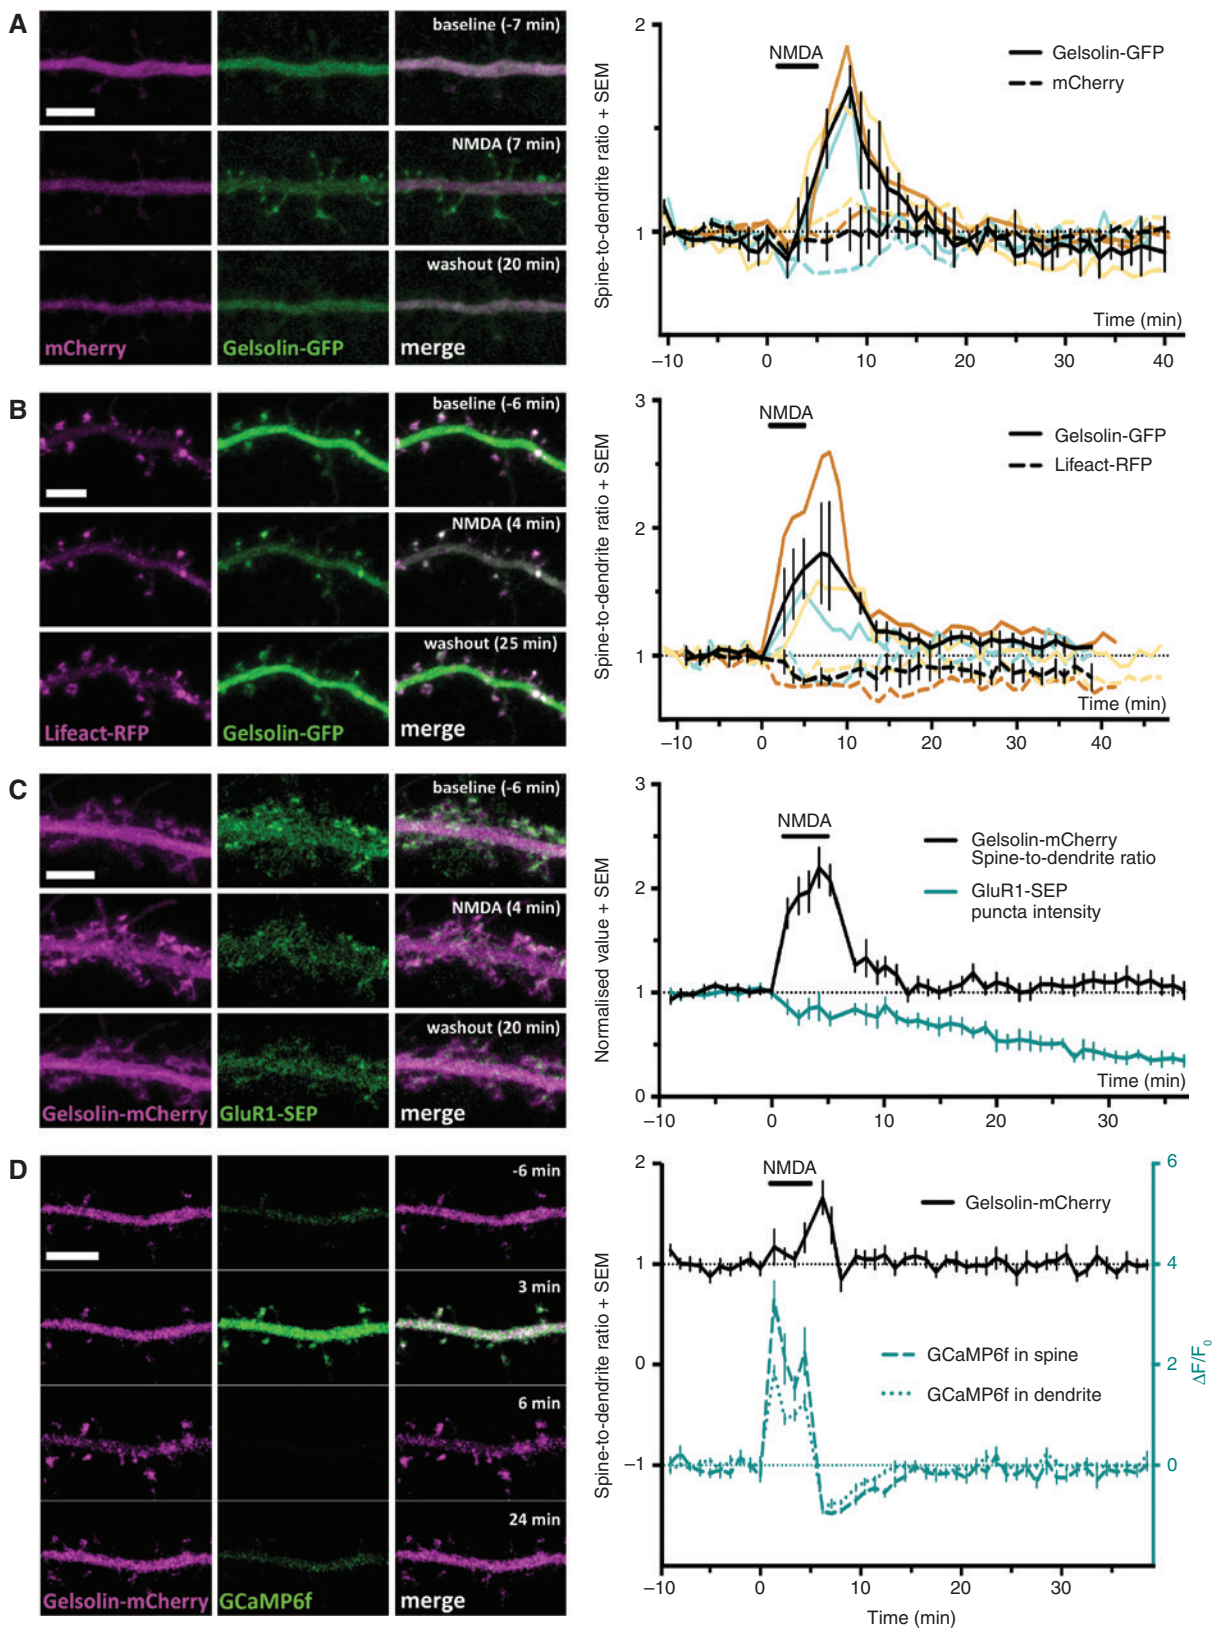 A
baseline (-7 min)
NMDA (7 min)
washout (20 min)
mCherry
Gelsolin-GFP
merge
Spine-to-dendrite ratio + SEM
2
1
NMDA
Gelsolin-GFP
mCherry
Time (min)
–10 0 10 20 30 40
B
baseline (-6 min)
NMDA (4 min)
washout (25 min)
Lifeact-RFP
Gelsolin-GFP
merge
Spine-to-dendrite ratio + SEM
3
2
1
NMDA
Gelsolin-GFP
Lifeact-RFP
Time (min)
–10 0 10 20 30 40
C
baseline (-6 min)
NMDA (4 min)
washout (20 min)
Gelsolin-mCherry
GluR1-SEP
merge
Normalised value + SEM
3
2
1
0
NMDA
Gelsolin-mCherry
Spine-to-dendrite ratio
GluR1-SEP
puncta intensity
Time (min)
–10 0 10 20 30
D
-6 min
3 min
6 min
24 min
Gelsolin-mCherry
GCaMP6f
merge
Spine-to-dendrite ratio + SEM
2
1
0
–1
NMDA
Gelsolin-mCherry
GCaMP6f in spine
GCaMP6f in dendrite
6
4
2
0
ΔF/F0
–10 0 10 20 30
Time (min)